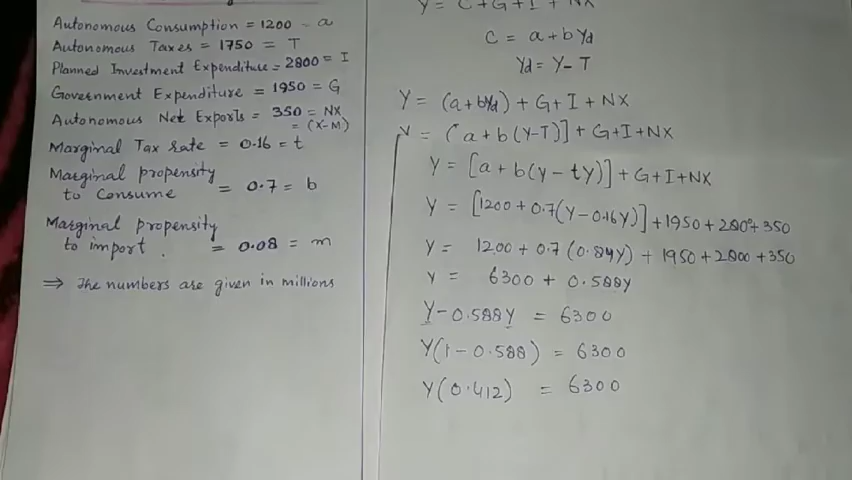 Autonomous Consumption = 1200 - a
Autonomous Taxes = 1750 = T
Planned Investment Expenditure = 2800 = I
Government Expenditure = 1950 = G
Autonomous Net Exports = 350 = NX
= (X-M)
Marginal Tax rate = 0.16 = t
Marginal propensity
to Consume = 0.7 = b
Marginal propensity
to import. = 0.08 = m
⇒ The numbers are given in millions
Y = C+G+I + NX
C = a+b Yd
Yd = Y-T
Y = (a+bYd) + G+I + NX
Y = (a+b(Y-T)] + G+I+NX
Y = [a+b(Y-tY)] + G+I+NX
Y = [1200+0.7(Y-0.16Y)] + 1950+2800+350
Y = 1200+0.7(0.84Y) + 1950+2800+350
Y = 6300 + 0.588Y
Y-0.588Y = 6300
Y(1-0.588) = 6300
Y(0.412) = 6300